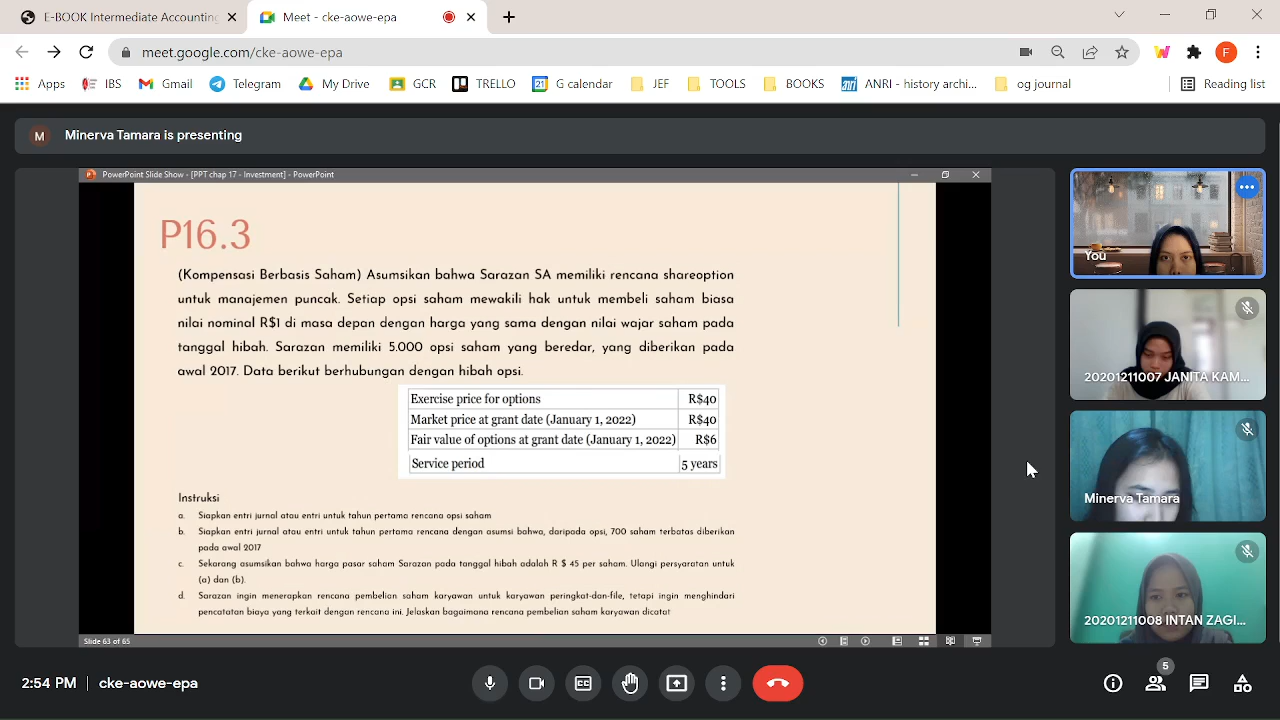 E-BOOK Intermediate Accounting
Meet - cke-aowe-epa
meet.google.com/cke-aowe-epa
F
Apps
IBS
Gmail
Telegram
My Drive
GCR
TRELLO
G calendar
JEF
TOOLS
BOOKS
ANRI - history archi...
og journal
Reading list
M
Minerva Tamara is presenting
PowerPoint Slide Show - [PPT chap 17 - Investment] - PowerPoint
P16.3
(Kompensasi Berbasis Saham) Asumsikan bahwa Sarazan SA memiliki rencana shareoption
untuk manajemen puncak. Setiap opsi saham mewakili hak untuk membeli saham biasa
nilai nominal R$1 di masa depan dengan harga yang sama dengan nilai wajar saham pada
tanggal hibah. Sarazan memiliki 5.000 opsi saham yang beredar, yang diberikan pada
awal 2017. Data berikut berhubungan dengan hibah opsi.
Exercise price for options R$40
Market price at grant date (January 1, 2022) R$40
Fair value of options at grant date (January 1, 2022) R$6
Service period 5 years
Instruksi
a. Siapkan entri jurnal atau entri untuk tahun pertama rencana opsi saham
b. Siapkan entri jurnal atau entri untuk tahun pertama rencana dengan asumsi bahwa, daripada opsi, 700 saham terbatas diberikan
pada awal 2017
c. Sekarang asumsikan bahwa harga pasar saham Sarazan pada tanggal hibah adalah R $ 45 per saham. Ulangi persyaratan untuk
(a) dan (b).
d. Sarazan ingin menerapkan rencana pembelian saham karyawan untuk karyawan peringkat-dan-file, tetapi ingin menghindari
pencatatan biaya yang terkait dengan rencana ini. Jelaskan bagaimana rencana pembelian saham karyawan dicatat
Slide 63 of 65
You
20201211007 JANITA KAM...
Minerva Tamara
20201211008 INTAN ZAGI...
2:54 PM
cke-aowe-epa
5